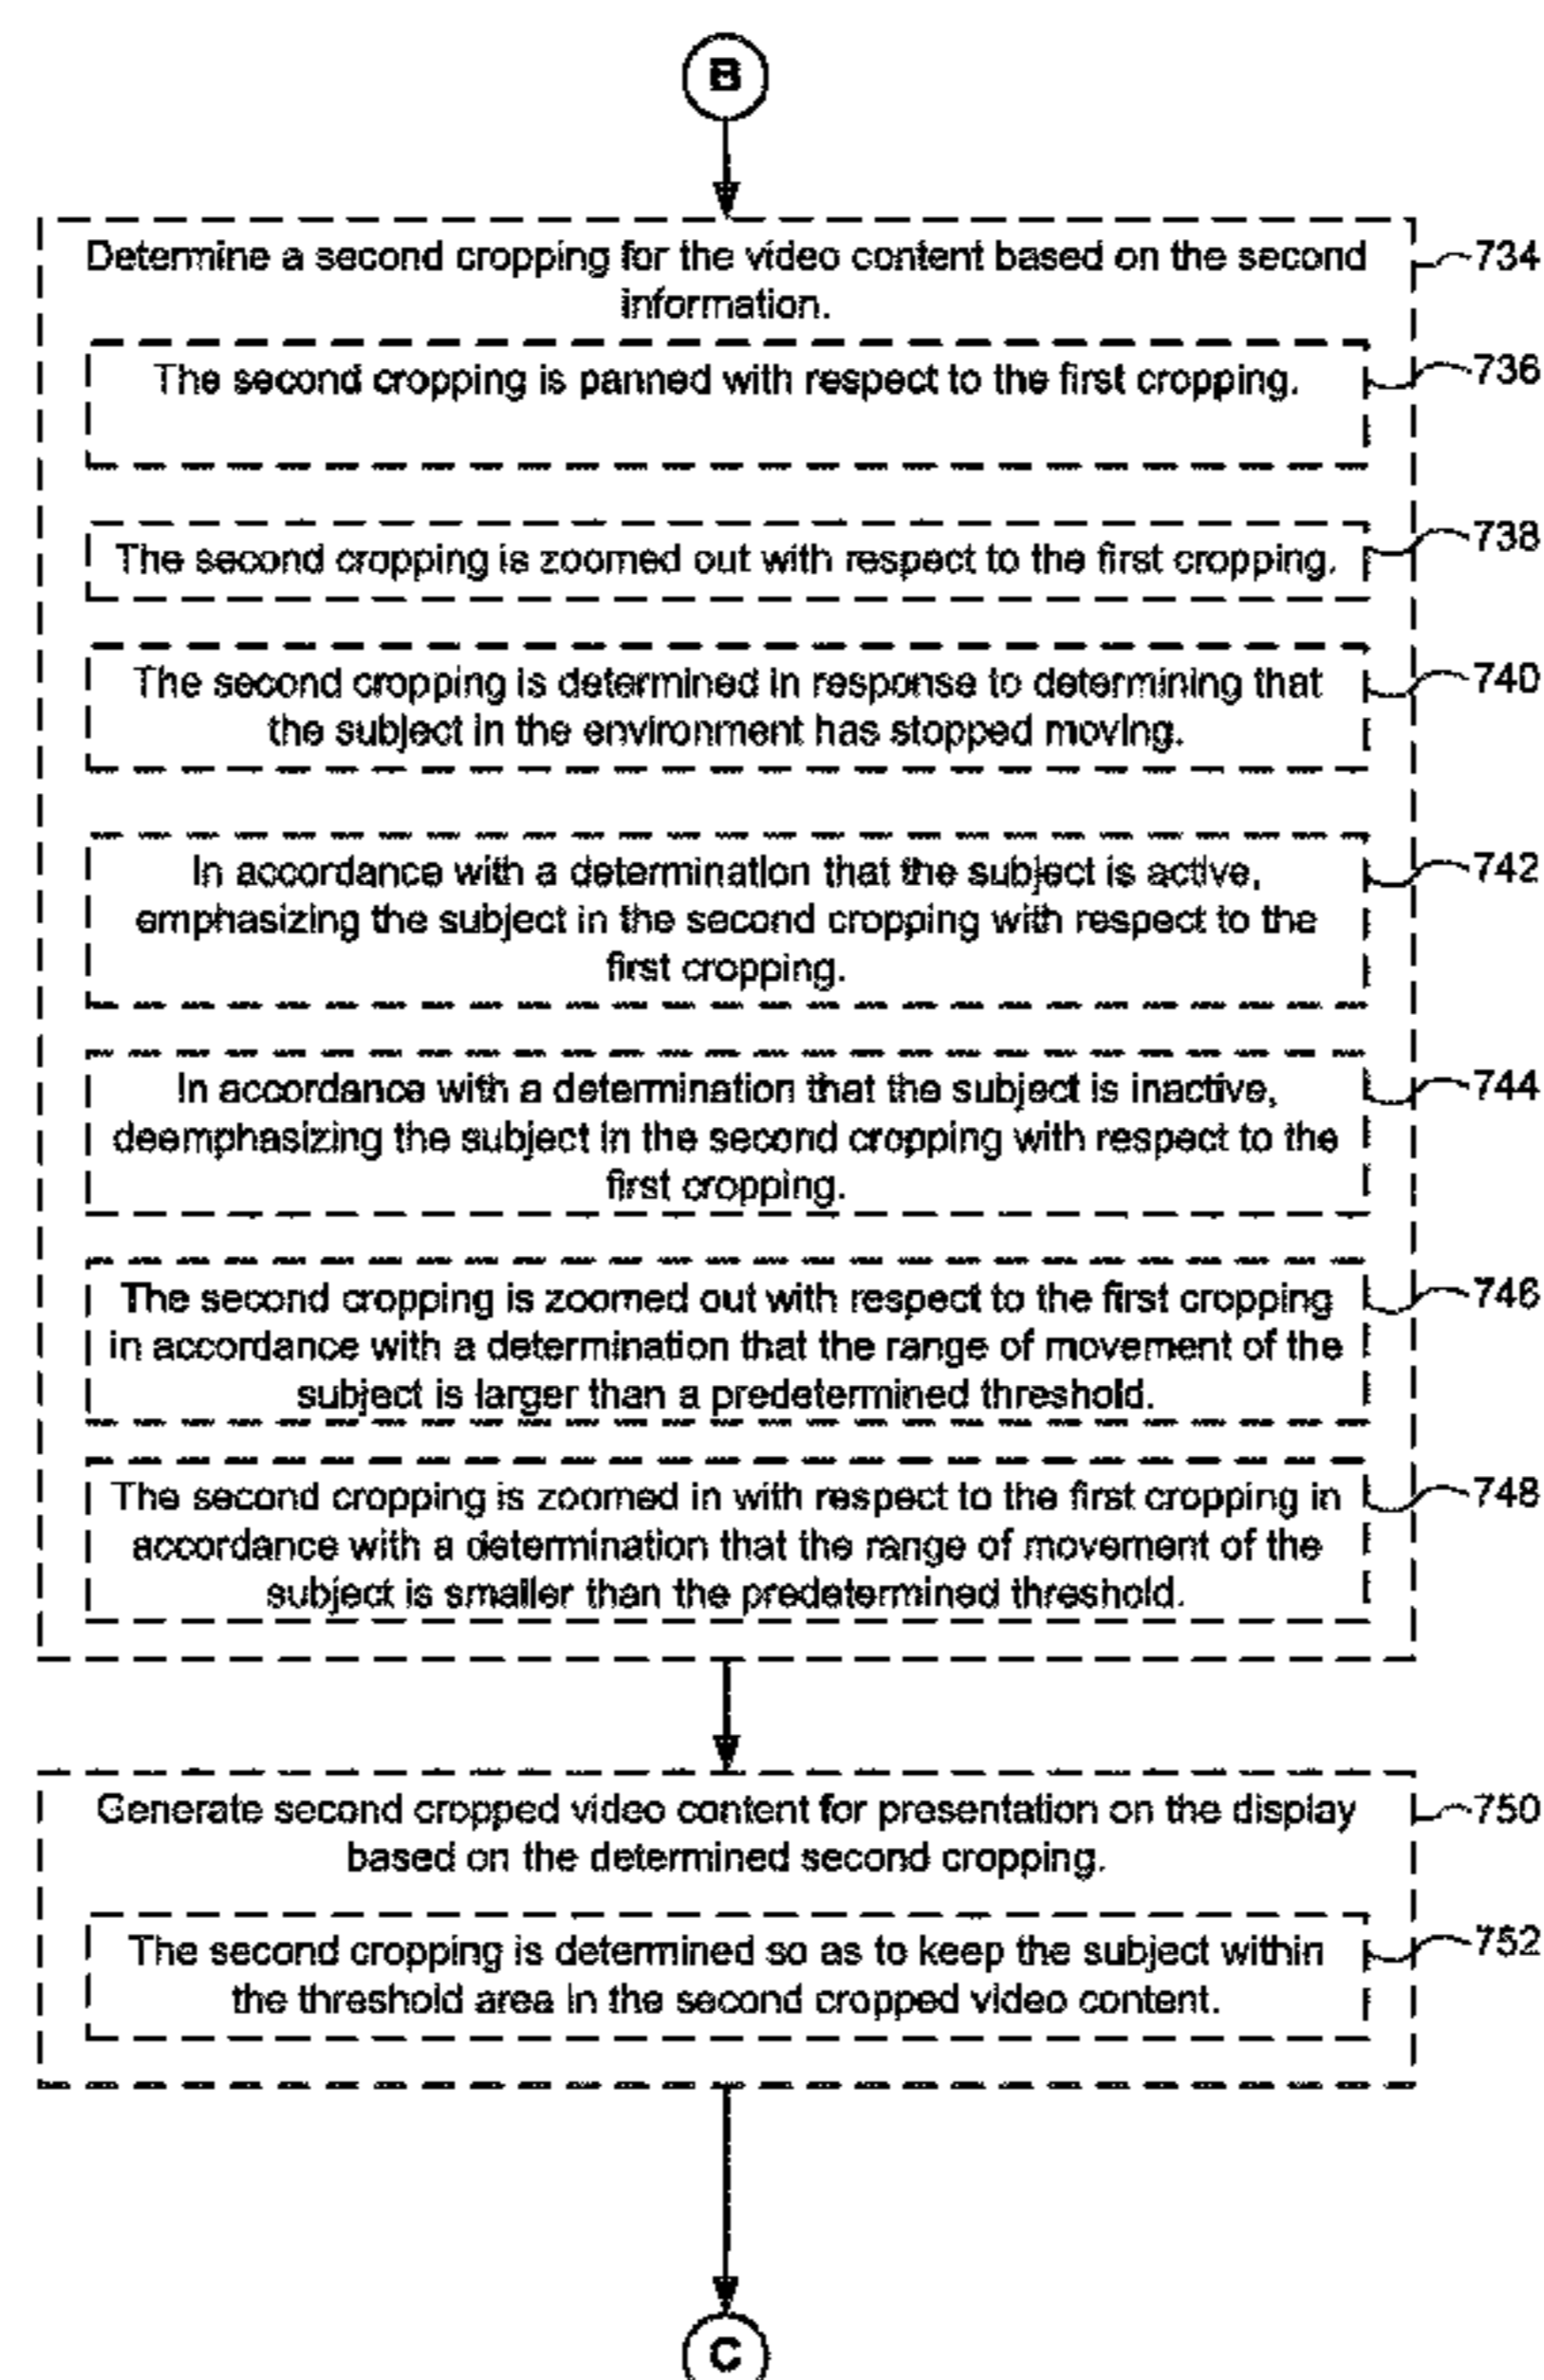 B
Determine a second cropping for the video content based on the second
information.
734
The second cropping is panned with respect to the first cropping.
736
The second cropping is zoomed out with respect to the first cropping.
738
The second cropping is determined in response to determining that
the subject in the environment has stopped moving.
740
In accordance with a determination that the subject is active,
emphasizing the subject in the second cropping with respect to the
first cropping.
742
In accordance with a determination that the subject is inactive,
deemphasizing the subject in the second cropping with respect to the
first cropping.
744
The second cropping is zoomed out with respect to the first cropping
in accordance with a determination that the range of movement of the
subject is larger than a predetermined threshold.
746
The second cropping is zoomed in with respect to the first cropping in
accordance with a determination that the range of movement of the
subject is smaller than the predetermined threshold.
748
Generate second cropped video content for presentation on the display
based on the determined second cropping.
750
The second cropping is determined so as to keep the subject within
the threshold area in the second cropped video content.
752
C